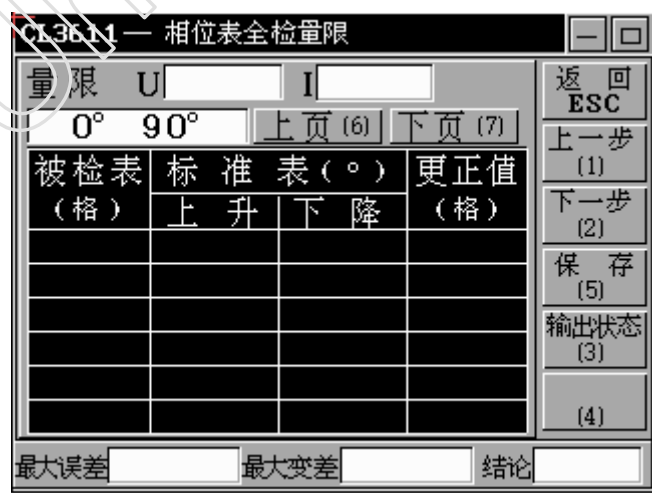 CL3611— 相位表全检量限
量限 U I
0° 90° 上页 (6) 下页 (7)
被检表 标 准 表(°) 更正值
(格) 上 升 下 降 (格)
返 回
ESC
上一步
(1)
下一步
(2)
保 存
(5)
输出状态
(3)
(4)
最大误差 最大变差 结论